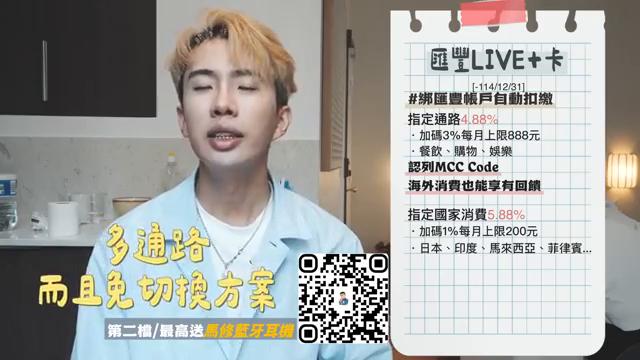 匯豐LIVE+卡
[-114/12/31]
#綁匯豐帳戶自動扣繳
指定通路4.88%
·加碼3%每月上限888元
·餐飲、購物、娛樂
認列MCC Code
海外消費也能享有回饋
指定國家消費5.88%
·加碼1%每月上限200元
·日本、印度、馬來西亞、菲律賓...
多通路
而且免切換方案
第二檔/最高送馬修藍牙耳機